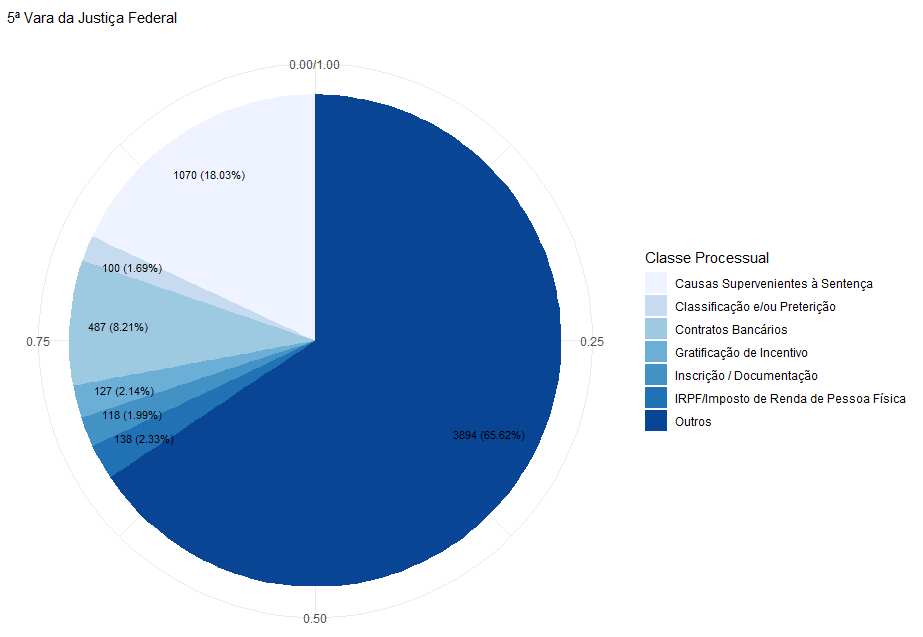 5ª Vara da Justiça Federal
0.00/1.00
1070 (18.03%)
Classe Processual
100 (1.69%)
Causas Supervenientes à Sentença
Classificação e/ou Preterição
487 (8.21%)
Contratos Bancários
0.75
0.25
Gratificação de Incentivo
127 (2.14%)
Inscrição / Documentação
118 (1.99%)
IRPF/Imposto de Renda de Pessoa Física
138 (2.33%)
3894 (65.62%)
Outros
0.50